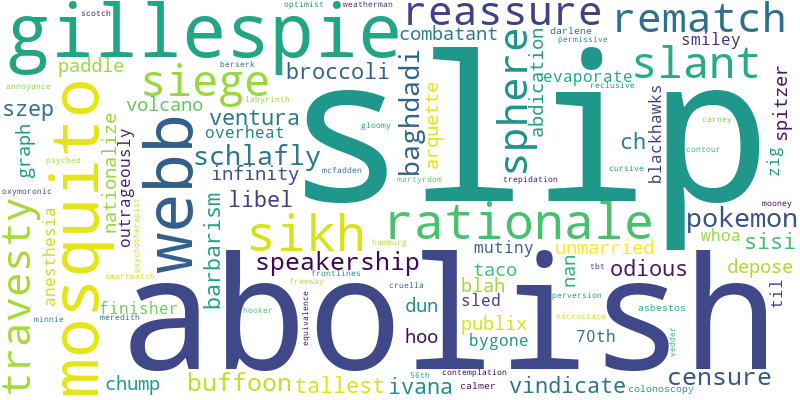 scotch
optimist
weatherman
gillespie
reassure
rematch
combatant
darlene
permissive
smiley
annoyance
paddle
siege
berserk
broccoli
slip
sphere
abdication
evaporate
slant
labyrinth
reclusive
szep
mosquito
volcano
webb
ventura
overheat
gloomy
baghdadi
arquette
ch
blackhawks
carney
spitzer
graph
psyched
nationalize
outrageously
schlafly
infinity
mcfadden
martyrdom
trepidation
cursive
contour
zig
oxymoronic
travesty
anesthesia
psychotherapist
barbarism
libel
sikh
rationale
pokemon
mooney
whoa
sisi
hamburg
mutiny
unmarried
speakership
taco
nan
tbt
odious
depose
smartwatch
frontlines
freeway
cruella
blah
sled
perversion
til
abolish
finisher
minnie
meredith
hooker
equivalence
dun
publix
excruciate
asbestos
hoo
bygone
70th
vedder
chump
buffoon
tallest
56th
ivana
contemplation
calmer
vindicate
colonoscopy
censure